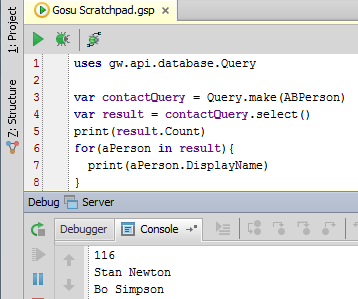 Gosu Scratchpad.gsp
1: Project
Z: Structure
1 uses gw.api.database.Query
2
3 var contactQuery = Query.make(ABPerson)
4 var result = contactQuery.select()
5 print(result.Count)
6 for(aPerson in result){
7 print(aPerson.DisplayName)
8 }
Debug Server
Debugger Console
116
Stan Newton
Bo Simpson